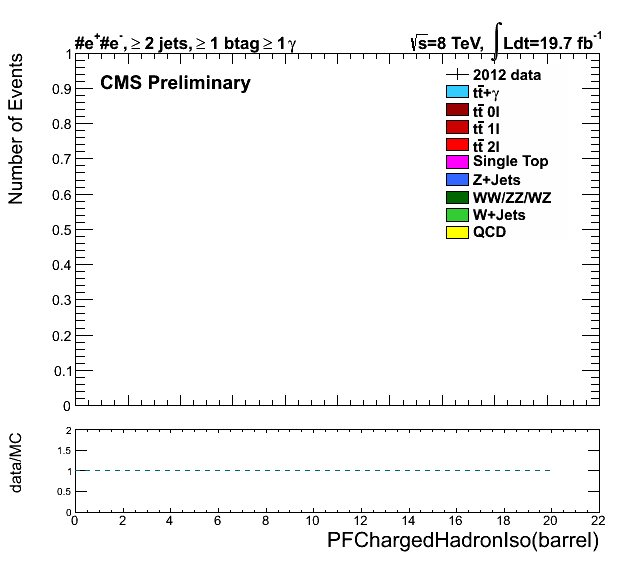 #e⁺#e⁻, ≥ 2 jets, ≥ 1 btag ≥ 1γ
√s=8 TeV, ∫Ldt=19.7 fb⁻¹
CMS Preliminary
2012 data
tt̄+γ
tt̄ 0l
tt̄ 1l
tt̄ 2l
Single Top
Z+Jets
WW/ZZ/WZ
W+Jets
QCD
Number of Events
1
0.9
0.8
0.7
0.6
0.5
0.4
0.3
0.2
0.1
0
data/MC
2
1.5
1
0.5
0
0 2 4 6 8 10 12 14 16 18 20 22
PFChargedHadronIso(barrel)